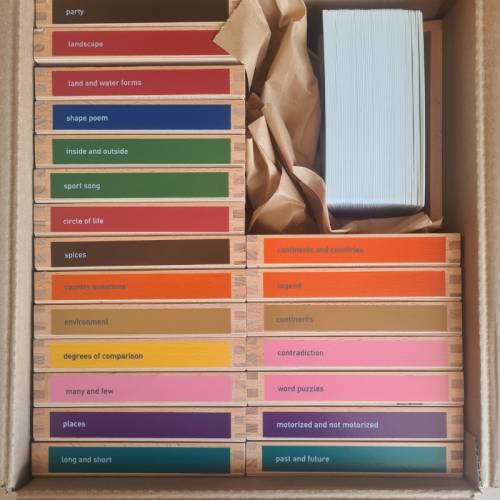 party
landscape
land and water forms
shape poem
inside and outside
sport song
circle of life
spices
country questions
environment
degrees of comparison
many and few
places
long and short
continents and countries
legend
continents
contradiction
word puzzles
motorized and not motorized
past and future